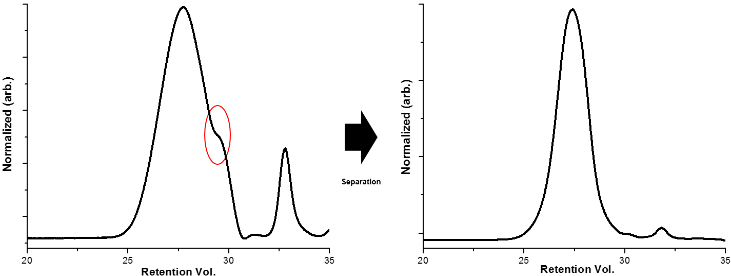 Normalized (arb.)
20
25
30
35
Retention Vol.
Separation
Normalized (arb.)
20
25
30
35
Retention Vol.